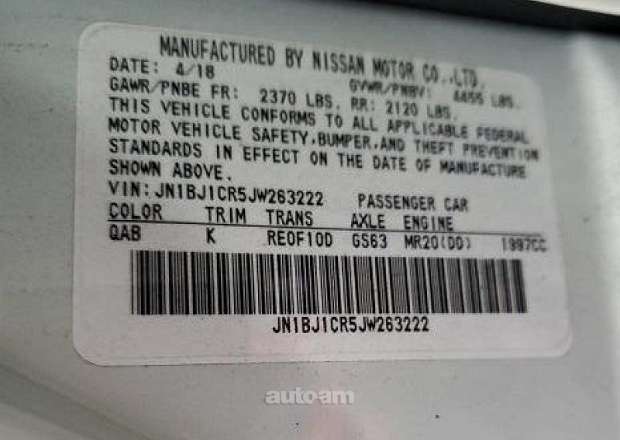 MANUFACTURED BY NISSAN MOTOR CO.,LTD.
DATE: 4/18 GVWR/PNBV: 4455 LBS.
GAWR/PNBE FR: 2370 LBS. RR: 2120 LBS.
THIS VEHICLE CONFORMS TO ALL APPLICABLE FEDERAL
MOTOR VEHICLE SAFETY,BUMPER,AND THEFT PREVENTION
STANDARDS IN EFFECT ON THE DATE OF MANUFACTURE
SHOWN ABOVE.
VIN: JN1BJ1CR5JW263222 PASSENGER CAR
COLOR TRIM TRANS AXLE ENGINE
QAB K RE0F10D GS63 MR20(DD) 1997CC
JN1BJ1CR5JW263222
auto.am